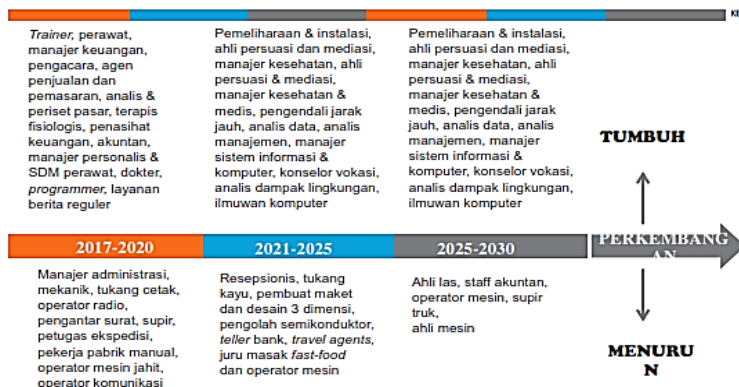 KE
Trainer, perawat,
manajer keuangan,
pengacara, agen
penjualan dan
pemasaran, analis &
periset pasar, terapis
fisiologis, penasihat
keuangan, akuntan,
manajer personalis &
SDM perawat, dokter,
programmer, layanan
berita reguler
Pemeliharaan & instalasi,
ahli persuasi dan mediasi,
manajer kesehatan, ahli
persuasi & mediasi,
manajer kesehatan &
medis, pengendali jarak
jauh, analis data, analis
manajemen, manajer
sistem informasi &
komputer, konselor vokasi,
analis dampak lingkungan,
ilmuwan komputer
Pemeliharaan & instalasi,
ahli persuasi dan mediasi,
manajer kesehatan, ahli
persuasi & mediasi,
manajer kesehatan &
medis, pengendali jarak
jauh, analis data, analis
manajemen, manajer
sistem informasi &
komputer, konselor vokasi,
analis dampak lingkungan,
ilmuwan komputer
TUMBUH
2017-2020
2021-2025
2025-2030
PERKEMBANG
AN
Manajer administrasi,
mekanik, tukang cetak,
operator radio,
pengantar surat, supir,
petugas ekspedisi,
pekerja pabrik manual,
operator mesin jahit,
operator komunikasi
Resepsionis, tukang
kayu, pembuat maket
dan desain 3 dimensi,
pengolah semikonduktor,
teller bank, travel agents,
juru masak fast-food
dan operator mesin
Ahli las, staff akuntan,
operator mesin, supir
truk,
ahli mesin
MENURU
N